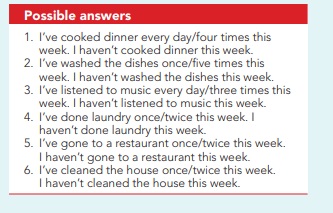 Possible answers
1. I've cooked dinner every day/four times this
week. I haven't cooked dinner this week.
2. I've washed the dishes once/five times this
week. I haven't washed the dishes this week.
3. I've listened to music every day/three times this
week. I haven't listened to music this week.
4. I've done laundry once/twice this week. I
haven't done laundry this week.
5. I've gone to a restaurant once/twice this week.
I haven't gone to a restaurant this week.
6. I've cleaned the house once/twice this week.
I haven't cleaned the house this week.